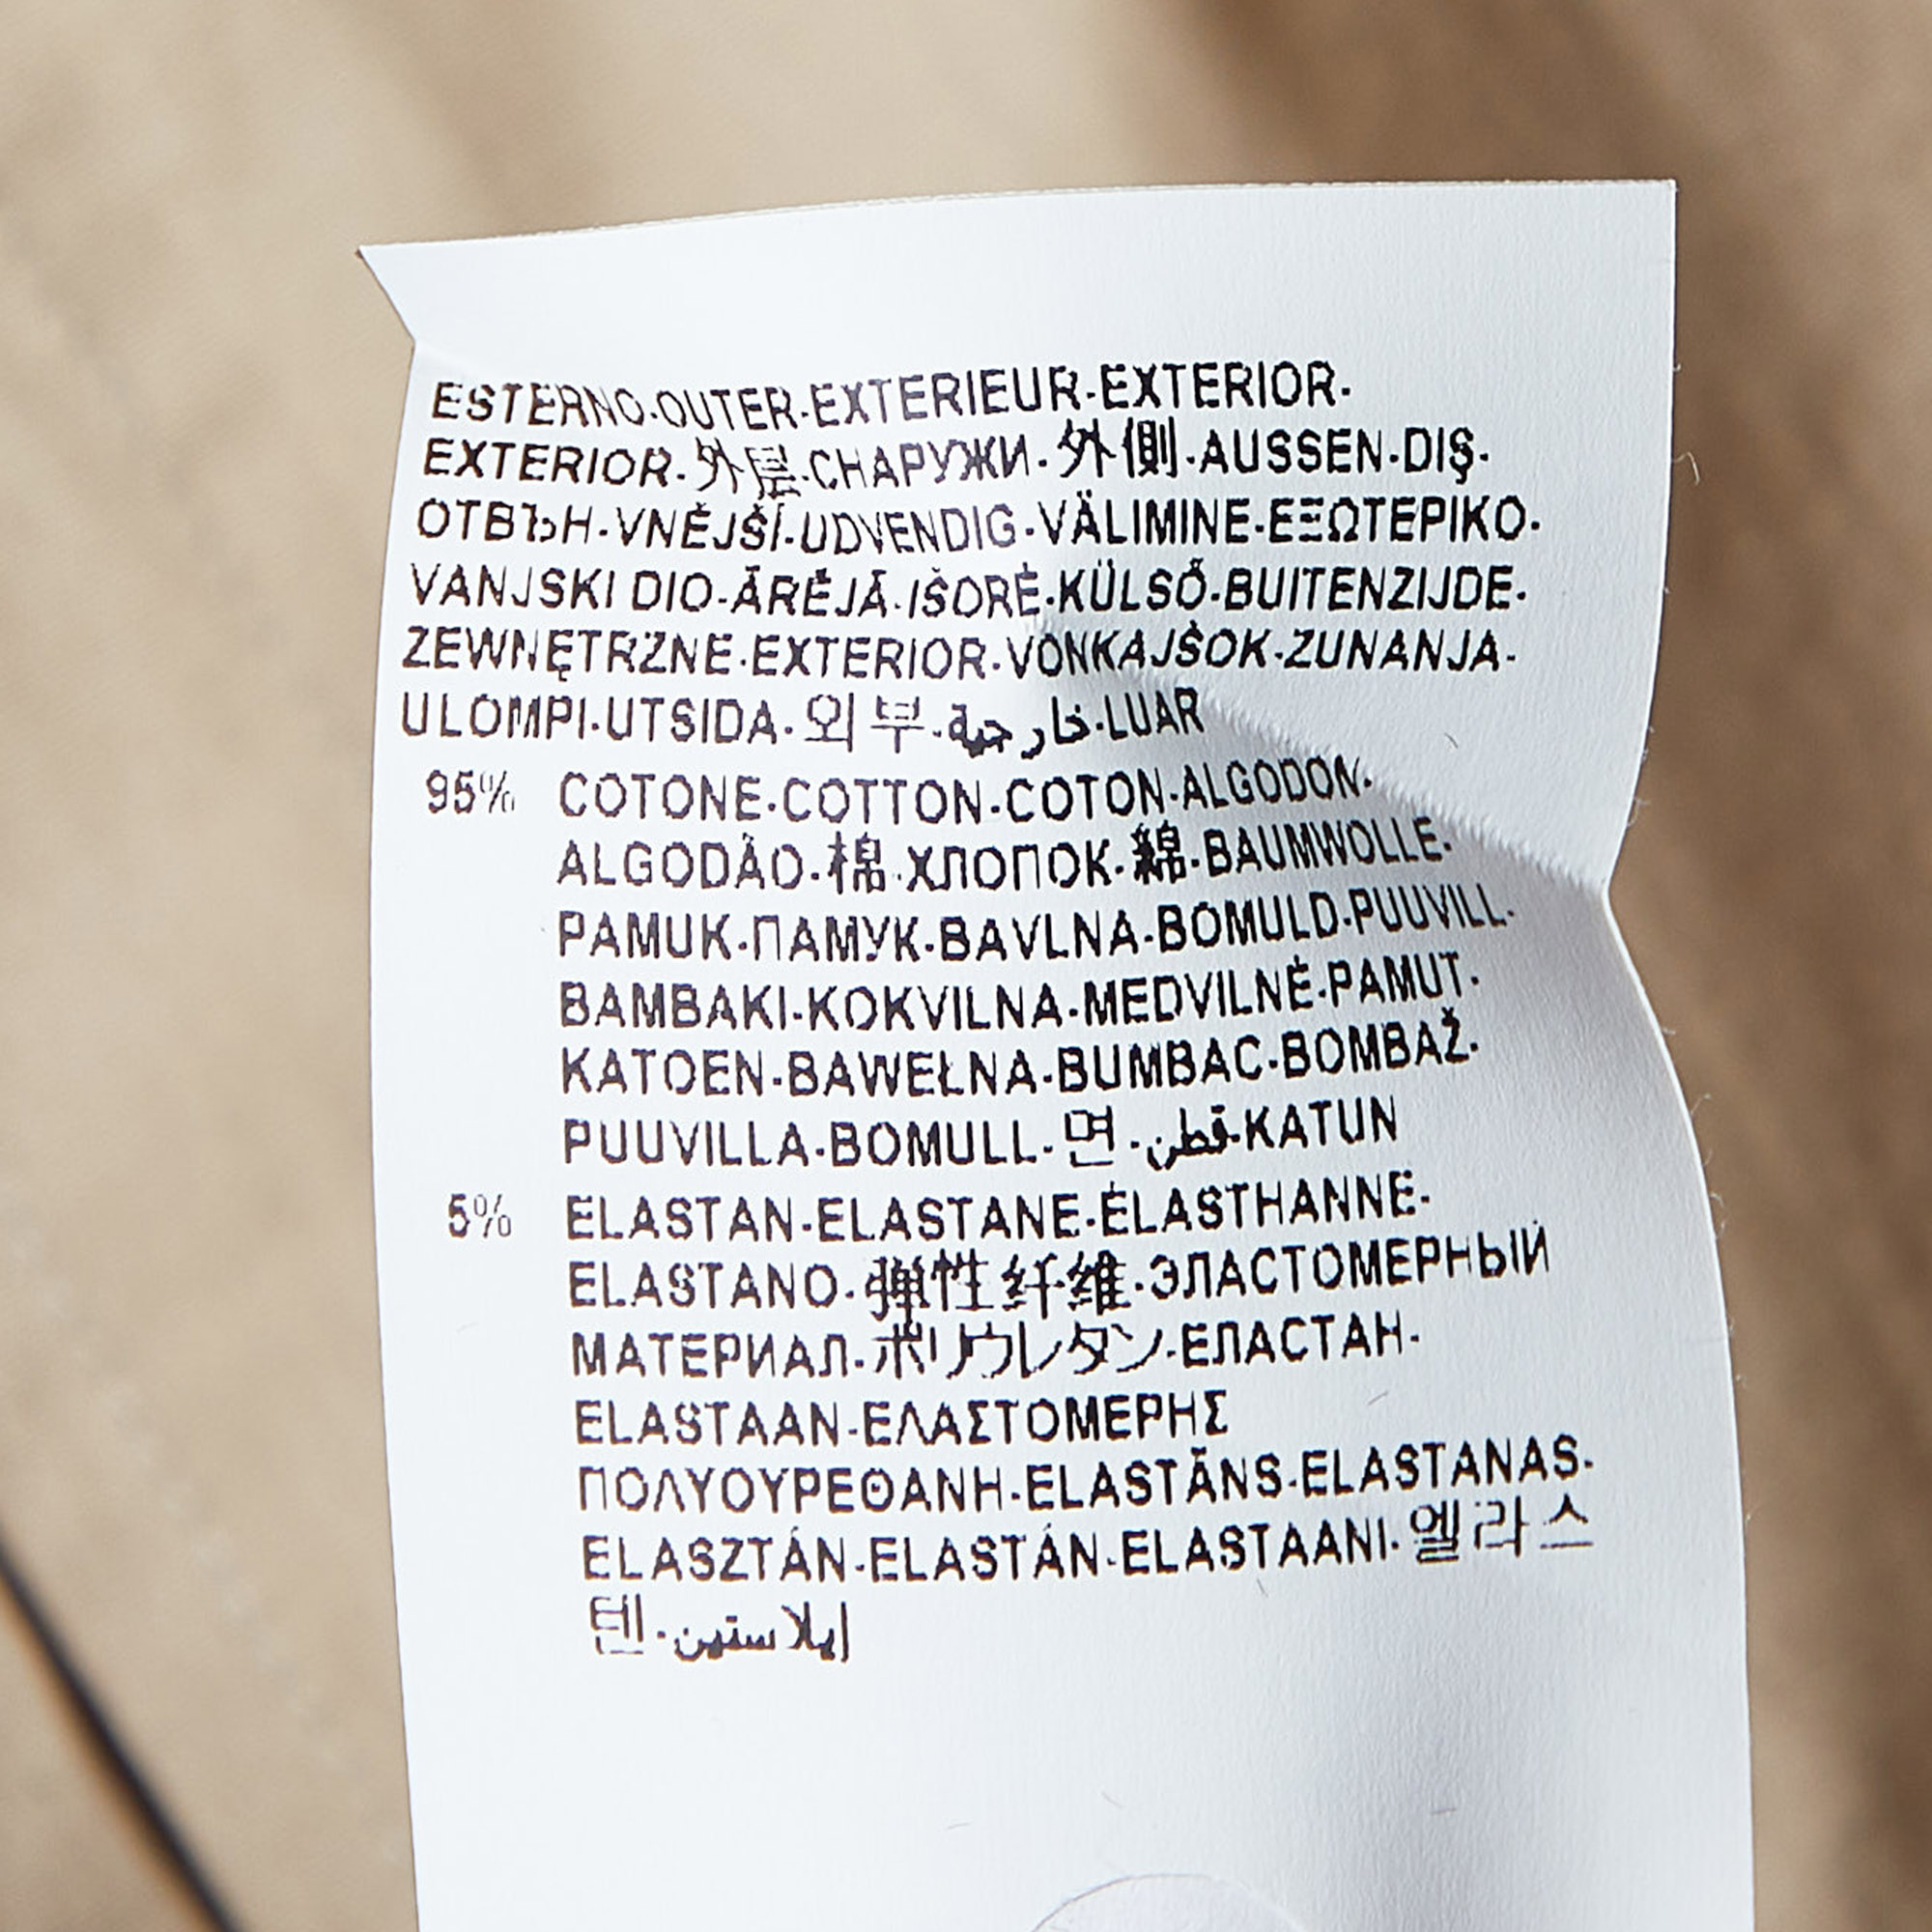 ESTERNO-OUTER-EXTERIEUR-EXTERIOR-
EXTERIOR-外层-СНАРУЖИ-外側-AUSSEN-DIŞ-
ОТВЪН-VNĚJŠÍ-UDVENDIG-VÄLIMINE-ΕΞΩΤΕΡΙΚΟ-
VANJSKI DIO-ĀRĒJĀ-IŠORĖ-KÜLSŐ-BUITENZIJDE-
ZEWNĘTRZNE-EXTERIOR-VONKAJŠOK-ZUNANJA-
ULOMPI-UTSIDA-외부-خارجية-LUAR
95% COTONE-COTTON-COTON-ALGODON-
ALGODÃO-棉-ХЛОПОК-綿-BAUMWOLLE-
PAMUK-ПАМУК-BAVLNA-BOMULD-PUUVILL-
BAMBAKI-KOKVILNA-MEDVILNĖ-PAMUT-
KATOEN-BAWEŁNA-BUMBAC-BOMBAŽ-
PUUVILLA-BOMULL-면-قطن-KATUN
5% ELASTAN-ELASTANE-ÉLASTHANNE-
ELASTANO-弹性纤维-ЭЛАСТОМЕРНЫЙ
МАТЕРИАЛ-ポリウレタン-ЕЛАСТАН-
ELASTAAN-ΕΛΑΣΤΟΜΕΡΗΣ
ΠΟΛΥΟΥΡΕΘΑΝΗ-ELASTĀNS-ELASTANAS-
ELASZTÁN-ELASTÁN-ELASTAANI-엘라스
텐-إيلاستين